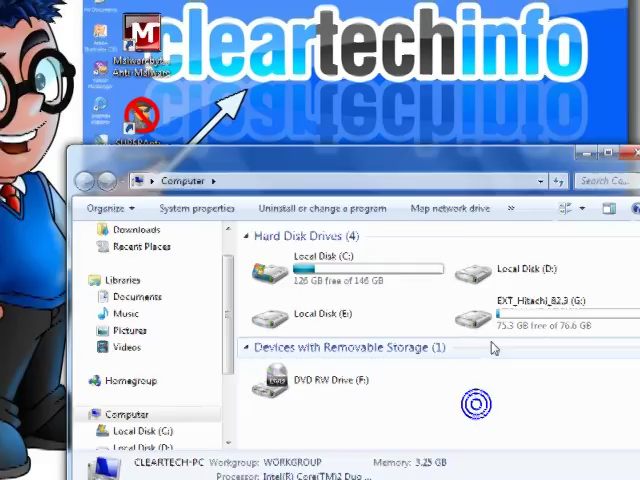 cleartechinfo
Malwareby...
Anti-Malware
Computer
Search Co...
Organize
System properties
Uninstall or change a program
Map network drive
»
Downloads
Recent Places
Libraries
Documents
Music
Pictures
Videos
Homegroup
Computer
Local Disk (C:)
Local Disk (D:)
Hard Disk Drives (4)
Local Disk (C:)
126 GB free of 146 GB
Local Disk (D:)
Local Disk (E:)
EXT_Hitachi_82.3 (G:)
75.3 GB free of 76.6 GB
Devices with Removable Storage (1)
DVD RW Drive (F:)
CLEARTECH-PC Workgroup: WORKGROUP Memory: 3.25 GB
Processor: Intel(R) Core(TM)2 Duo ...